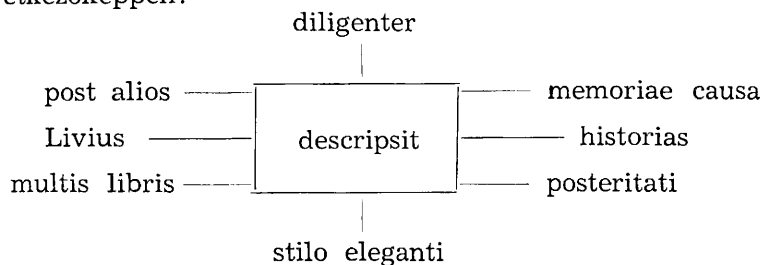 diligenter
post alios
memoriae causa
Livius
descripsit
historias
multis libris
posteritati
stilo eleganti